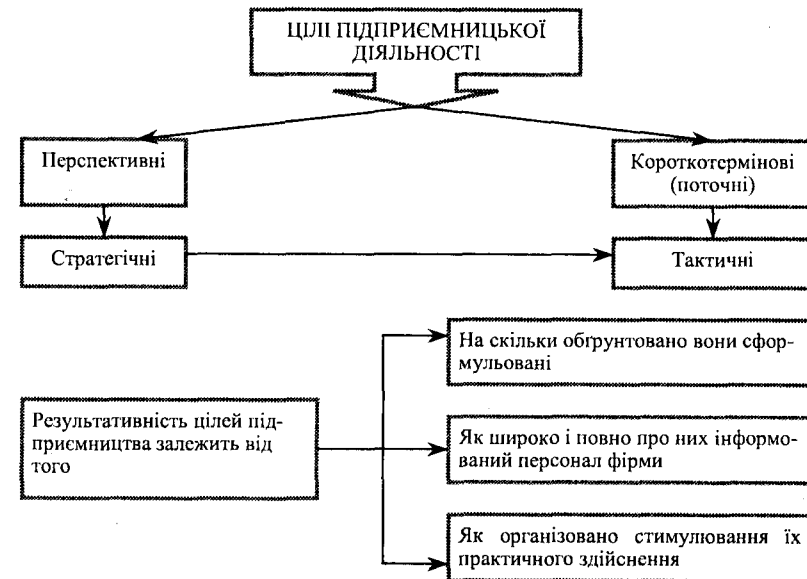 ЦІЛІ ПІДПРИЄМНИЦЬКОЇ
ДІЯЛЬНОСТІ
Перспективні
Короткотермінові
(поточні)
Стратегічні
Тактичні
На скільки обґрунтовано вони сфор-
мульовані
Результативність цілей під-
приємництва залежить від
того
Як широко і повно про них інформо-
ваний персонал фірми
Як організовано стимулювання їх
практичного здійснення